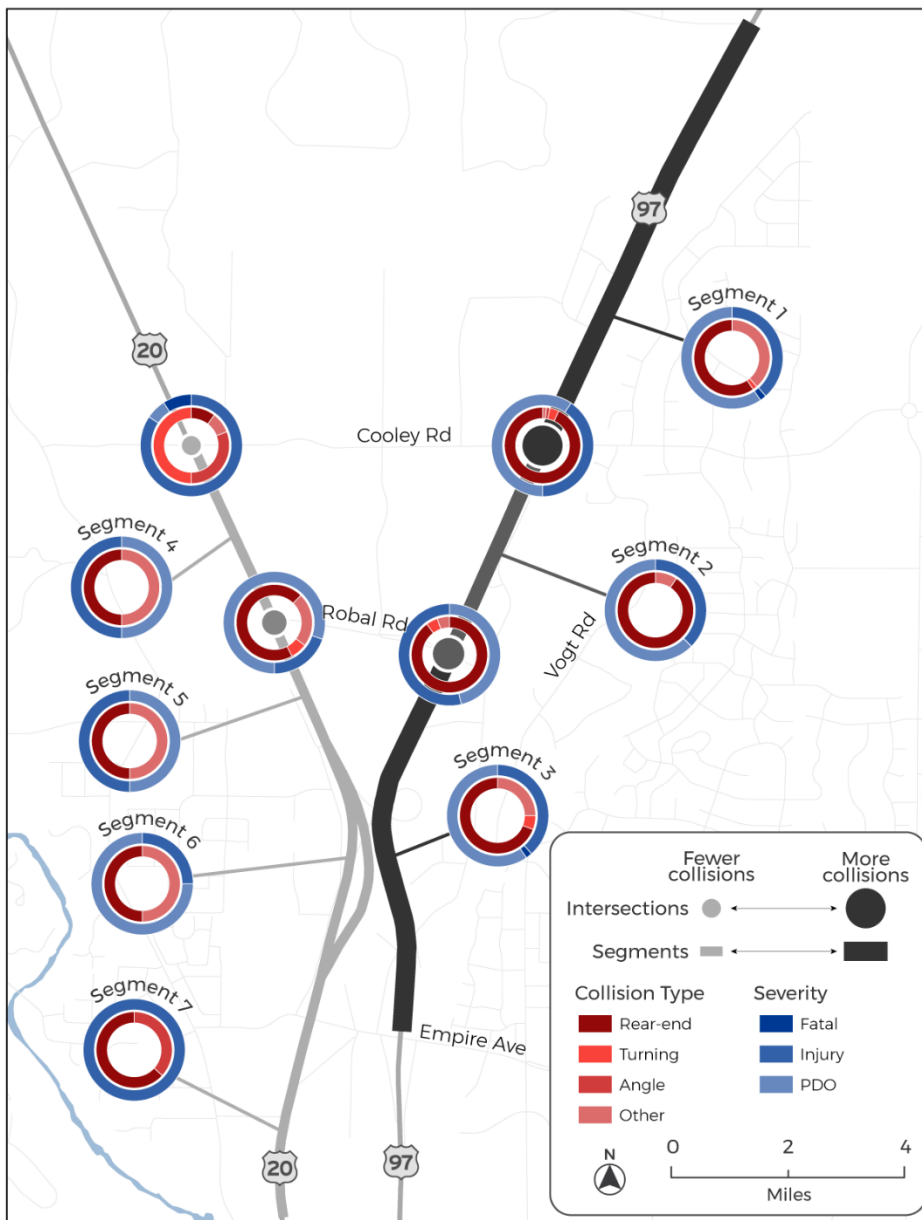 97
Segment 1
20
Cooley Rd
Segment 4
Segment 2
Robal Rd
Vogt Rd
Segment 5
Segment 3
Segment 6
Fewer
collisions
More
collisions
Intersections
Segments
Segment 7
Collision Type
Severity
Rear-end
Fatal
Turning
Injury
Angle
PDO
Other
Empire Ave
20
97
N
0 2 4
Miles